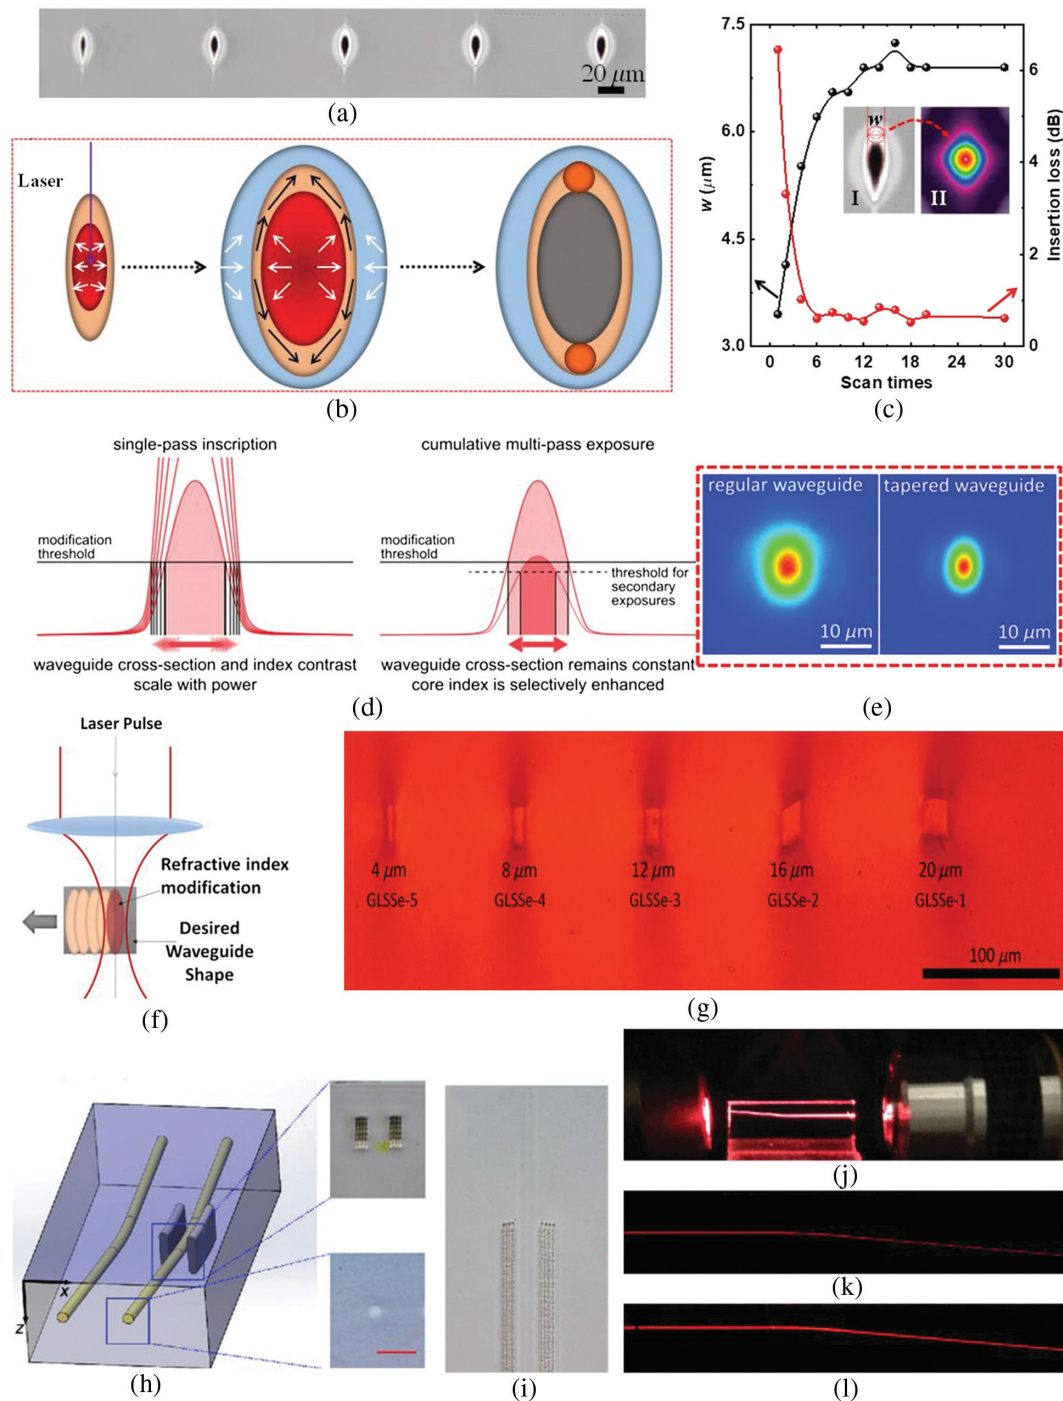 20 μm
(a)
Laser
(b)
7.5
6.0
4.5
3.0
w (μm)
6
4
2
0
Insertion loss (dB)
w
I
II
0 6 12 18 24 30
Scan times
(c)
single-pass inscription
modification
threshold
waveguide cross-section and index contrast
scale with power
cumulative multi-pass exposure
modification
threshold
threshold for
secondary
exposures
waveguide cross-section remains constant
core index is selectively enhanced
(d)
regular waveguide
tapered waveguide
10 μm
10 μm
(e)
Laser Pulse
Refractive index
modification
Desired
Waveguide
Shape
(f)
4 μm
8 μm
12 μm
16 μm
20 μm
GLSSe-5
GLSSe-4
GLSSe-3
GLSSe-2
GLSSe-1
100 μm
(g)
x
z
(h)
(i)
(j)
(k)
(l)